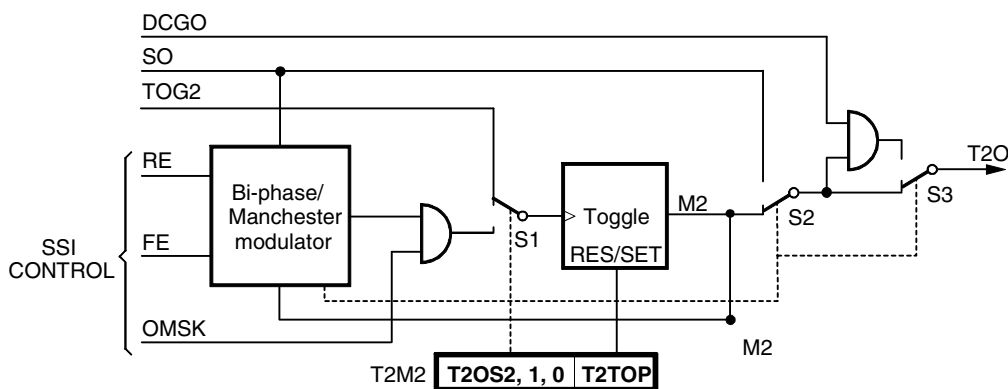 DCGO
SO
TOG2
RE
Bi-phase/
Manchester
modulator
FE
SSI
CONTROL
OMSK
S1
Toggle
RES/SET
M2
S2
S3
T2O
M2
T2M2
T2OS2, 1, 0
T2TOP